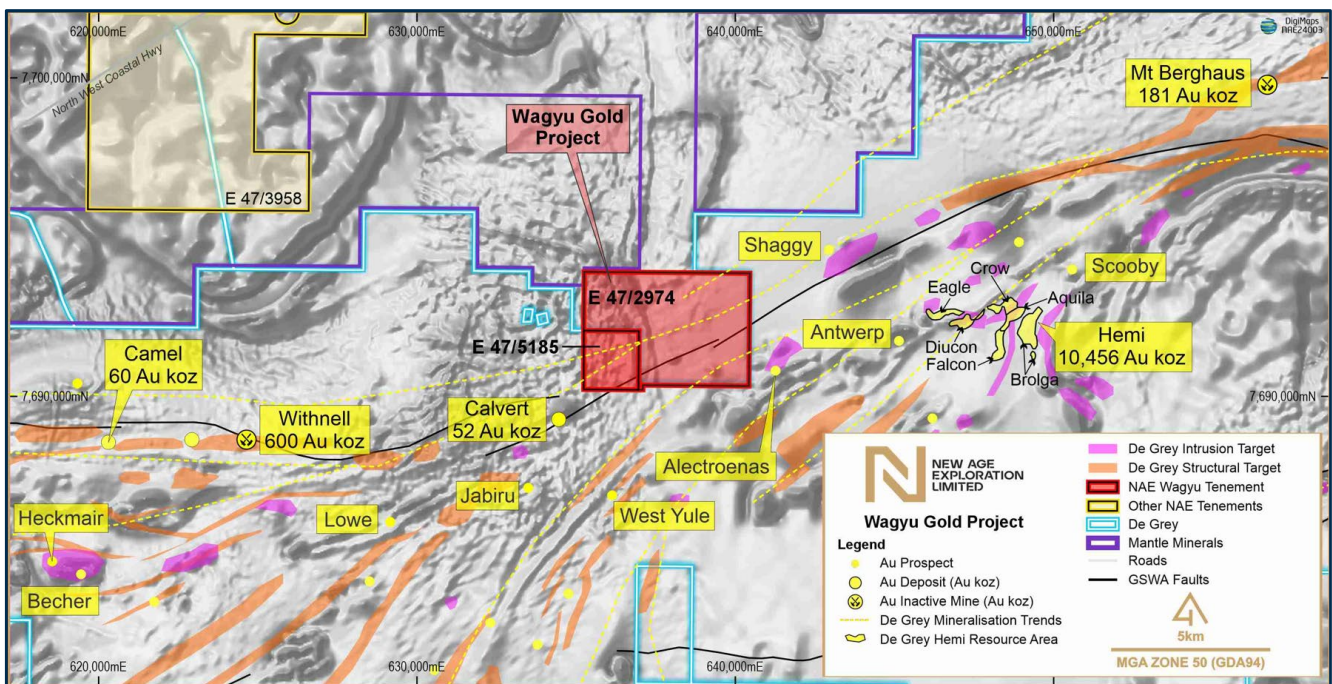 620,000mE
630,000mE
640,000mE
650,000mE
DigiMaps
NAE24003
7,700,000mN
7,700,000mN
North West Coastal Hwy
Mt Berghaus
181 Au koz
Wagyu Gold
Project
E 47/3958
Shaggy
Scooby
E 47/2974
Crow
Eagle
Aquila
Antwerp
Hemi
10,456 Au koz
E 47/5185
Diucon
Falcon
Brolga
Camel
60 Au koz
7,690,000mN
7,690,000mN
Withnell
600 Au koz
Calvert
52 Au koz
Alectroenas
Jabiru
Heckmair
Lowe
West Yule
Becher
620,000mE
630,000mE
640,000mE
NEW AGE
EXPLORATION
LIMITED
Wagyu Gold Project
Legend
Au Prospect
Au Deposit (Au koz)
Au Inactive Mine (Au koz)
De Grey Mineralisation Trends
De Grey Hemi Resource Area
De Grey Intrusion Target
De Grey Structural Target
NAE Wagyu Tenement
Other NAE Tenements
De Grey
Mantle Minerals
Roads
GSWA Faults
5km
MGA ZONE 50 (GDA94)